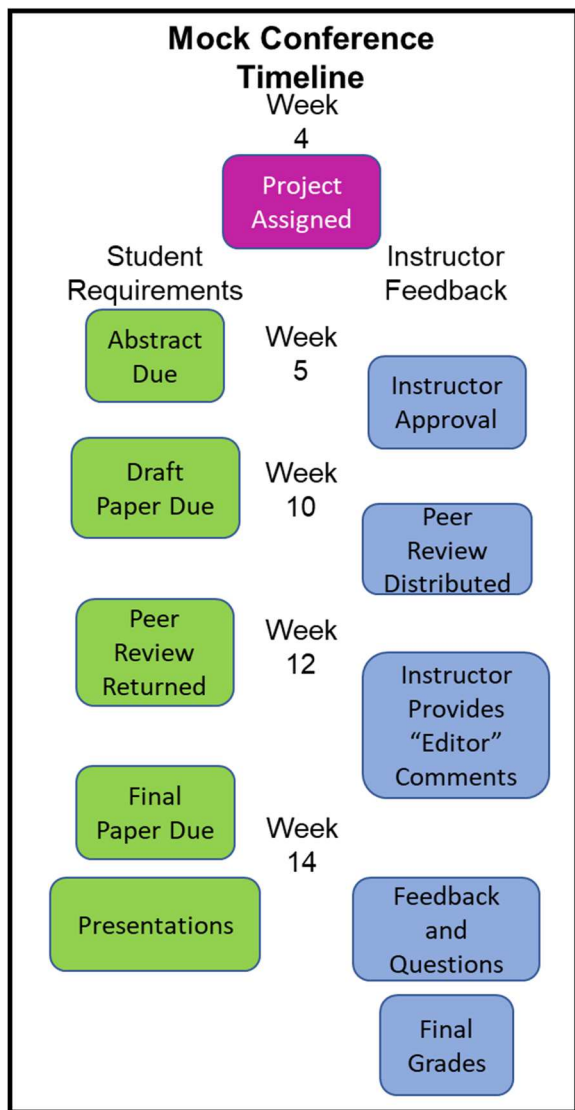 Mock Conference
Timeline
Week
4
Project
Assigned
Student
Requirements
Instructor
Feedback
Abstract
Due
Week
5
Instructor
Approval
Draft
Paper Due
Week
10
Peer
Review
Distributed
Peer
Review
Returned
Week
12
Instructor
Provides
“Editor”
Comments
Final
Paper Due
Week
14
Presentations
Feedback
and
Questions
Final
Grades